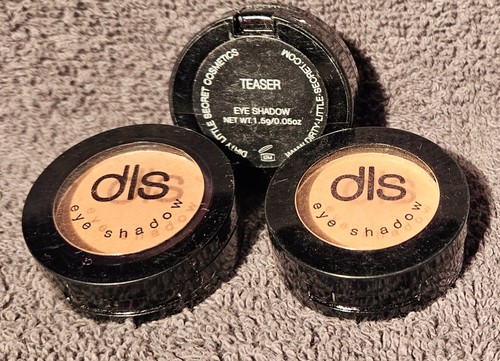 DIRTY LITTLE SECRET COSMETICS
WWW.DIRTY-LITTLE-SECRET.COM
TEASER
EYE SHADOW
NET WT.1.5g/0.05oz
dls
eye shadow
dls
eye shadow